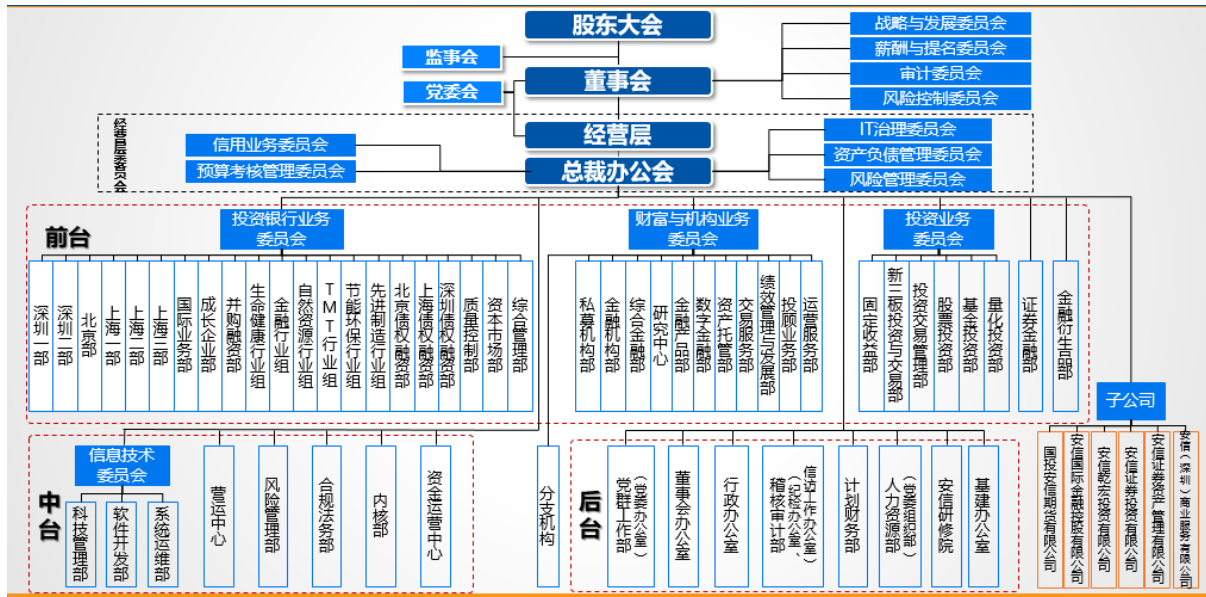 股东大会
监事会
董事会
党委会
战略与发展委员会
薪酬与提名委员会
审计委员会
风险控制委员会
经营层委员会
经营层
总裁办公会
信用业务委员会
预算考核管理委员会
IT治理委员会
资产负债管理委员会
风险管理委员会
前台
投资银行业务
委员会
深圳一部
深圳二部
北京部
上海一部
上海二部
上海三部
国际业务部
成长企业部
并购融资部
生命健康行业组
金融行业组
自然资源行业组
TMT行业组
节能环保行业组
先进制造行业组
北京债权融资部
上海债权融资部
深圳债权融资部
质量控制部
资本市场部
综合管理部
财富与机构业务
委员会
私募机构部
金融机构部
综合金融部
研究中心
金融产品部
数字金融部
资产托管部
交易服务部
绩效管理与发展部
投顾业务部
运营服务部
投资业务
委员会
固定收益部
新三板投资与交易部
投资交易管理部
股票投资部
基金投资部
量化投资部
证券金融部
金融衍生品部
中台
信息技术
委员会
科技管理部
软件开发部
系统运维部
营运中心
风险管理部
合规法务部
内核部
资金运营中心
分支机构
后台
党群工作部
（党委办公室）
董事会办公室
行政办公室
稽核审计部
（纪检办公室、
信访工作办公室）
计划财务部
人力资源部
（党委组织部）
安信研修院
基建办公室
子公司
国投安信期货有限公司
安信国际金融控股有限公司
安信乾宏投资有限公司
安信证券投资有限公司
安信证券资产管理有限公司
安信（深圳）商业服务有限公司